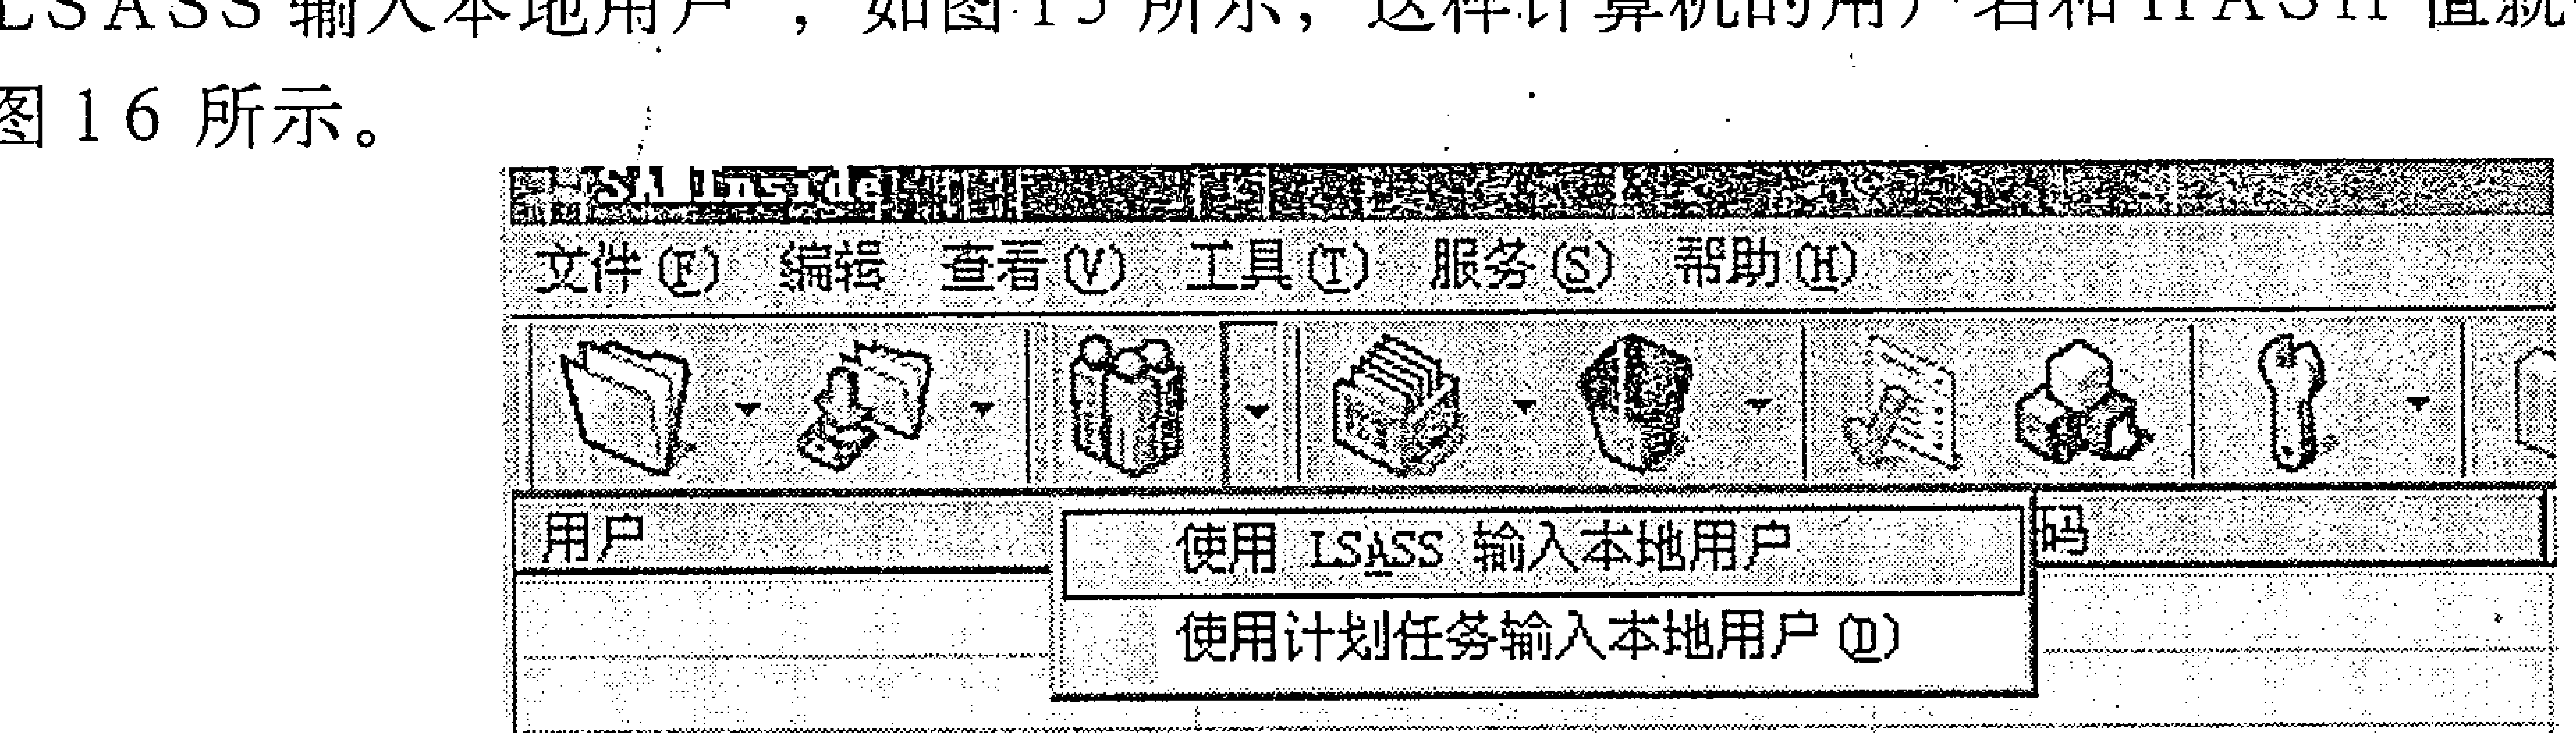 LSASS 输入本地用户”，如图 15 所示，这样计算机的用户名和 HASH 值就
图 16 所示。
SAMInside
文件(F) 编辑 查看(V) 工具(T) 服务(S) 帮助(H)
用户 码
使用 LSASS 输入本地用户
使用计划任务输入本地用户(D)